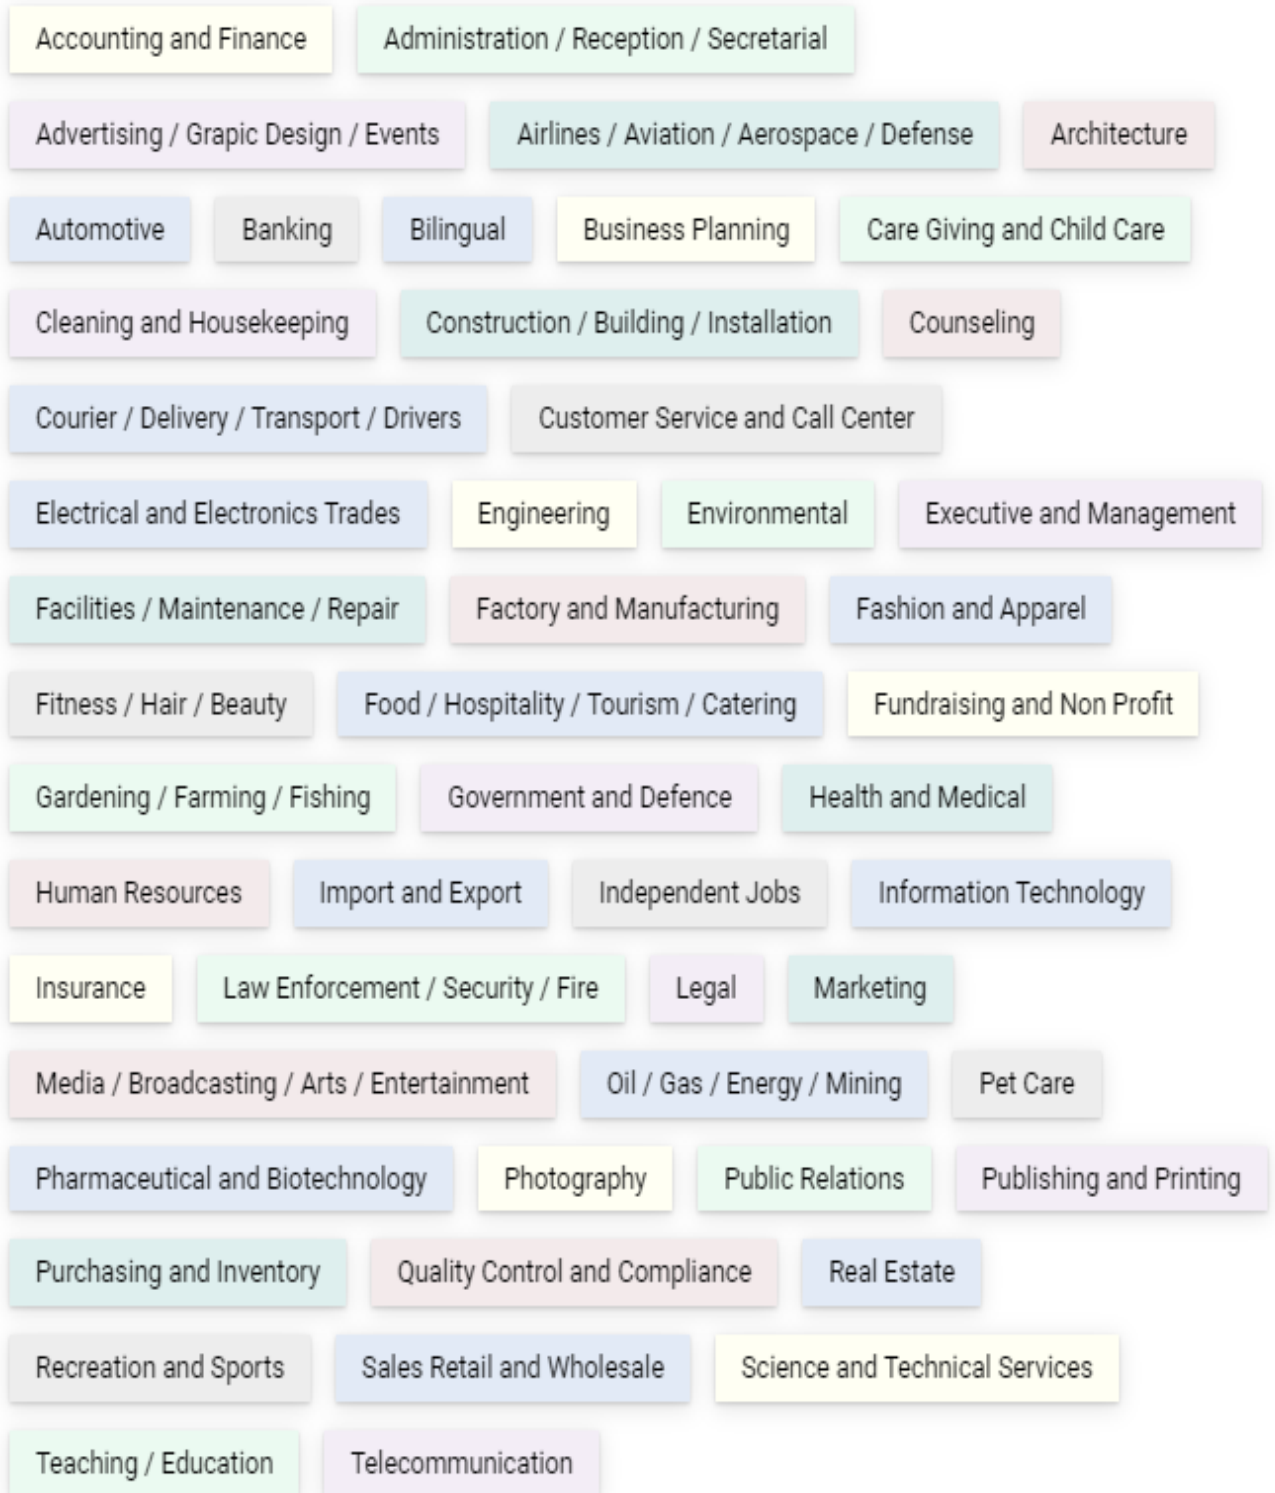 Accounting and Finance Administration / Reception / Secretarial
Advertising / Grapic Design / Events Airlines / Aviation / Aerospace / Defense Architecture
Automotive Banking Bilingual Business Planning Care Giving and Child Care
Cleaning and Housekeeping Construction / Building / Installation Counseling
Courier / Delivery / Transport / Drivers Customer Service and Call Center
Electrical and Electronics Trades Engineering Environmental Executive and Management
Facilities / Maintenance / Repair Factory and Manufacturing Fashion and Apparel
Fitness / Hair / Beauty Food / Hospitality / Tourism / Catering Fundraising and Non Profit
Gardening / Farming / Fishing Government and Defence Health and Medical
Human Resources Import and Export Independent Jobs Information Technology
Insurance Law Enforcement / Security / Fire Legal Marketing
Media / Broadcasting / Arts / Entertainment Oil / Gas / Energy / Mining Pet Care
Pharmaceutical and Biotechnology Photography Public Relations Publishing and Printing
Purchasing and Inventory Quality Control and Compliance Real Estate
Recreation and Sports Sales Retail and Wholesale Science and Technical Services
Teaching / Education Telecommunication